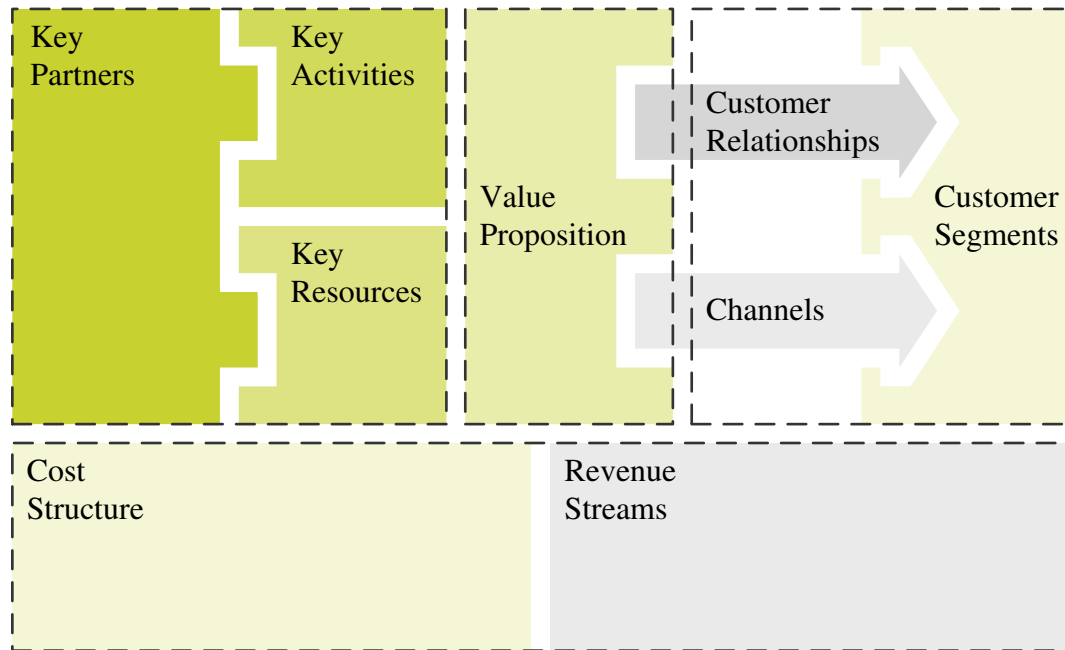 Key
Partners
Key
Activities
Key
Resources
Value
Proposition
Customer
Relationships
Channels
Customer
Segments
Cost
Structure
Revenue
Streams